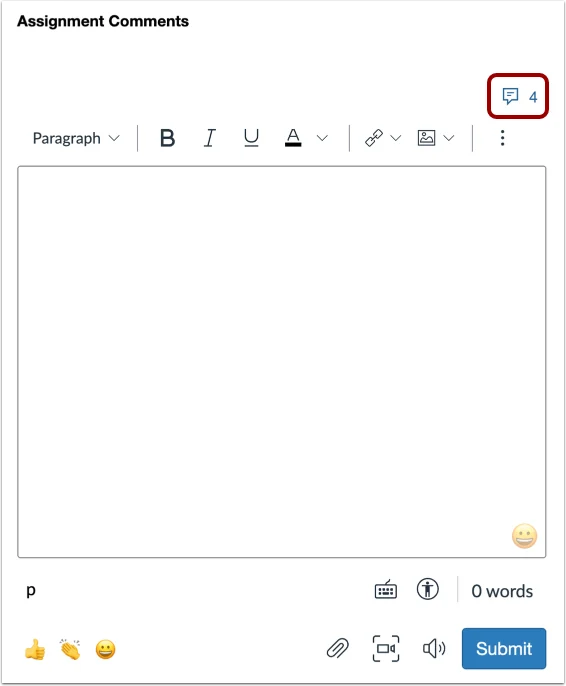 Assignment Comments
4
Paragraph B I U A
p 0 words
Submit